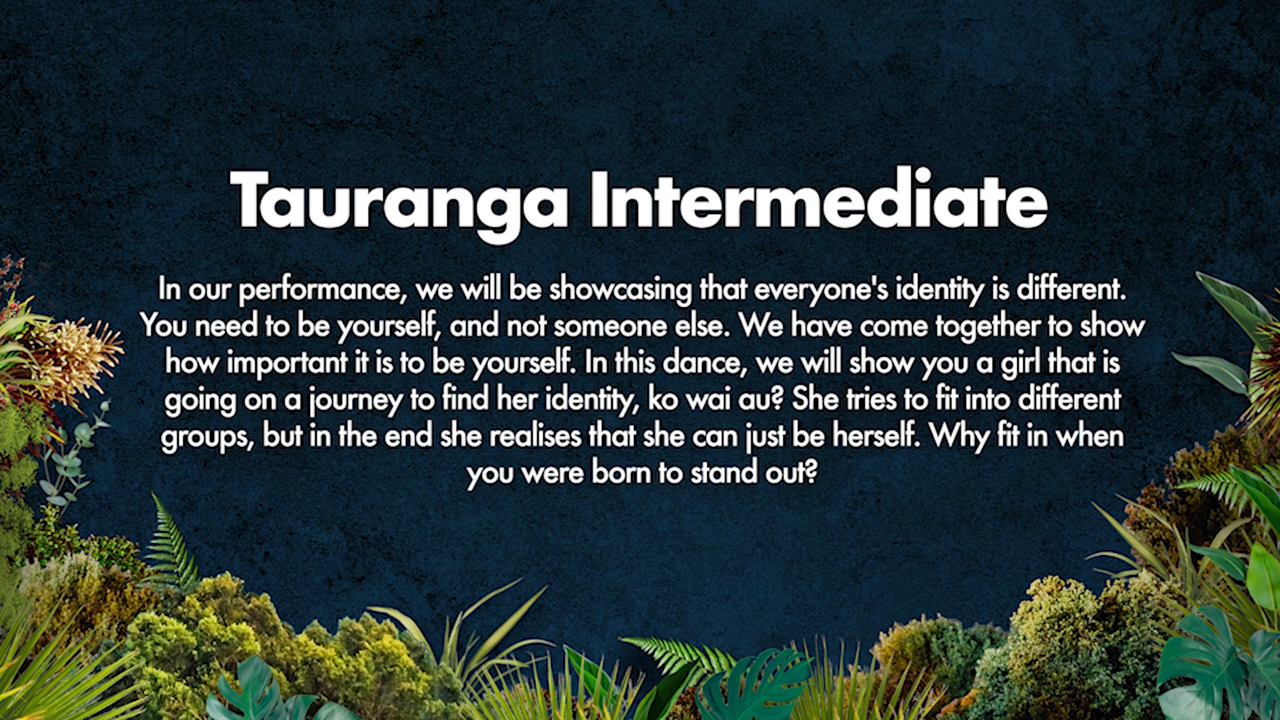 Tauranga Intermediate
In our performance, we will be showcasing that everyone's identity is different.
You need to be yourself, and not someone else. We have come together to show
how important it is to be yourself. In this dance, we will show you a girl that is
going on a journey to find her identity, ko wai au? She tries to fit into different
groups, but in the end she realises that she can just be herself. Why fit in when
you were born to stand out?